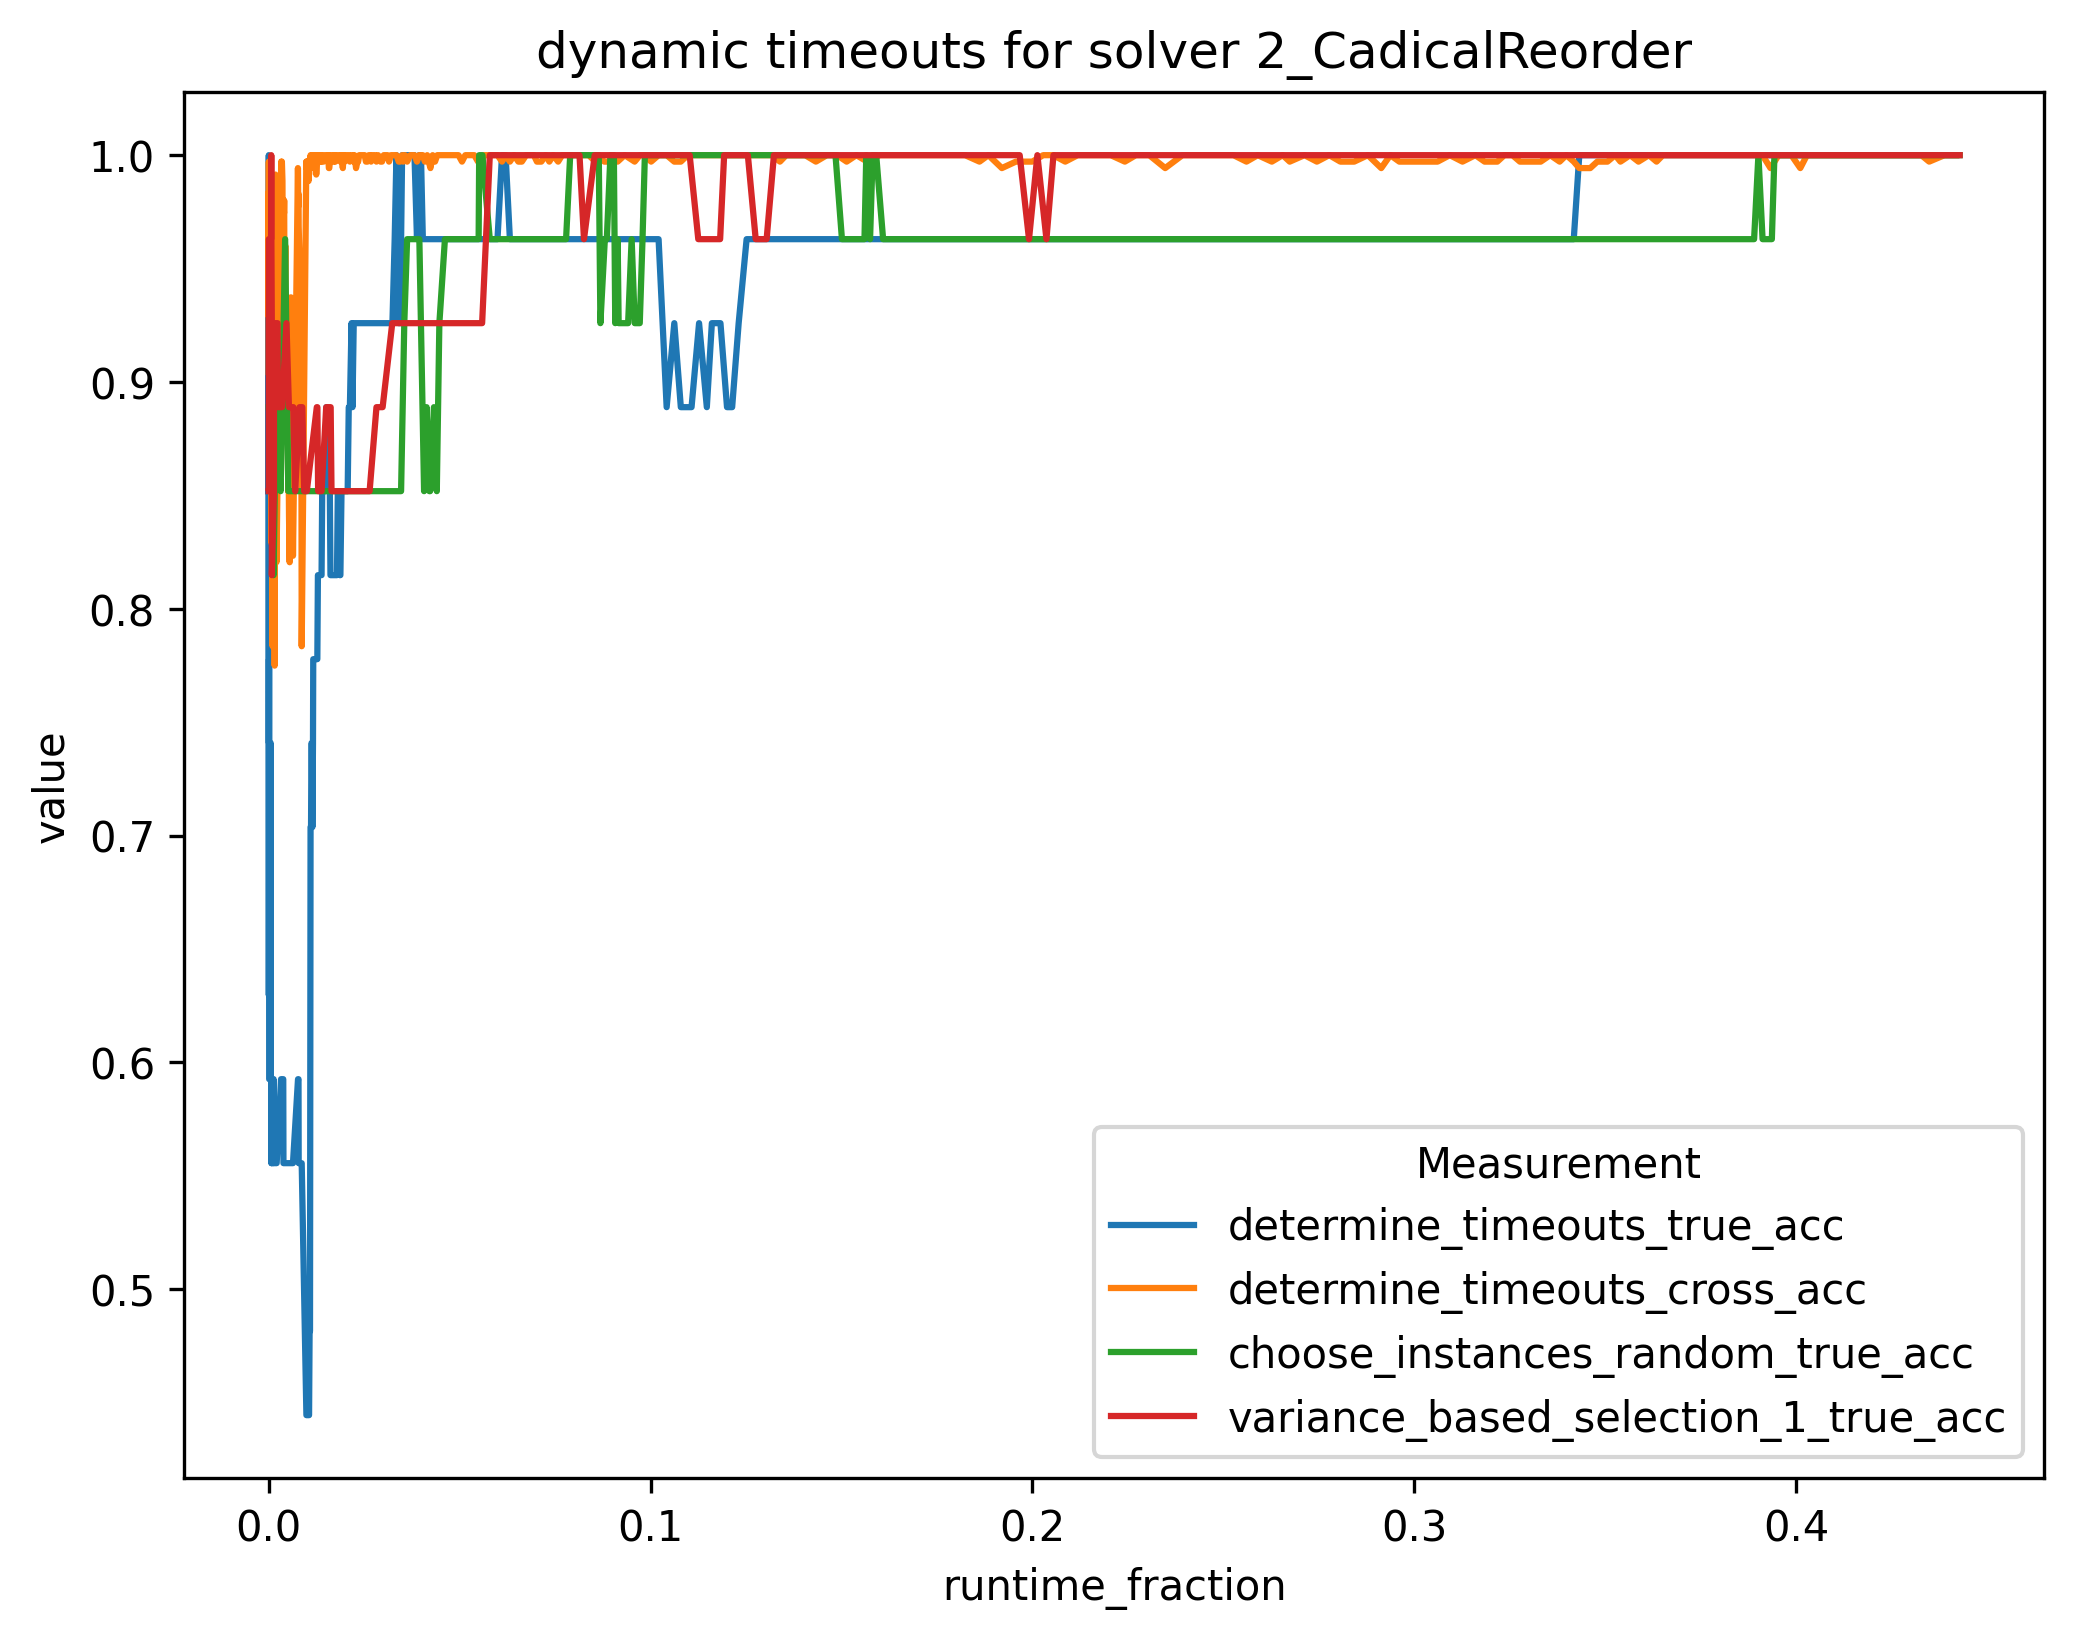 dynamic timeouts for solver 2_CadicalReorder
1.0
0.9
0.8
0.7
0.6
0.5
value
0.0
0.1
0.2
0.3
0.4
runtime_fraction
Measurement
determine_timeouts_true_acc
determine_timeouts_cross_acc
choose_instances_random_true_acc
variance_based_selection_1_true_acc